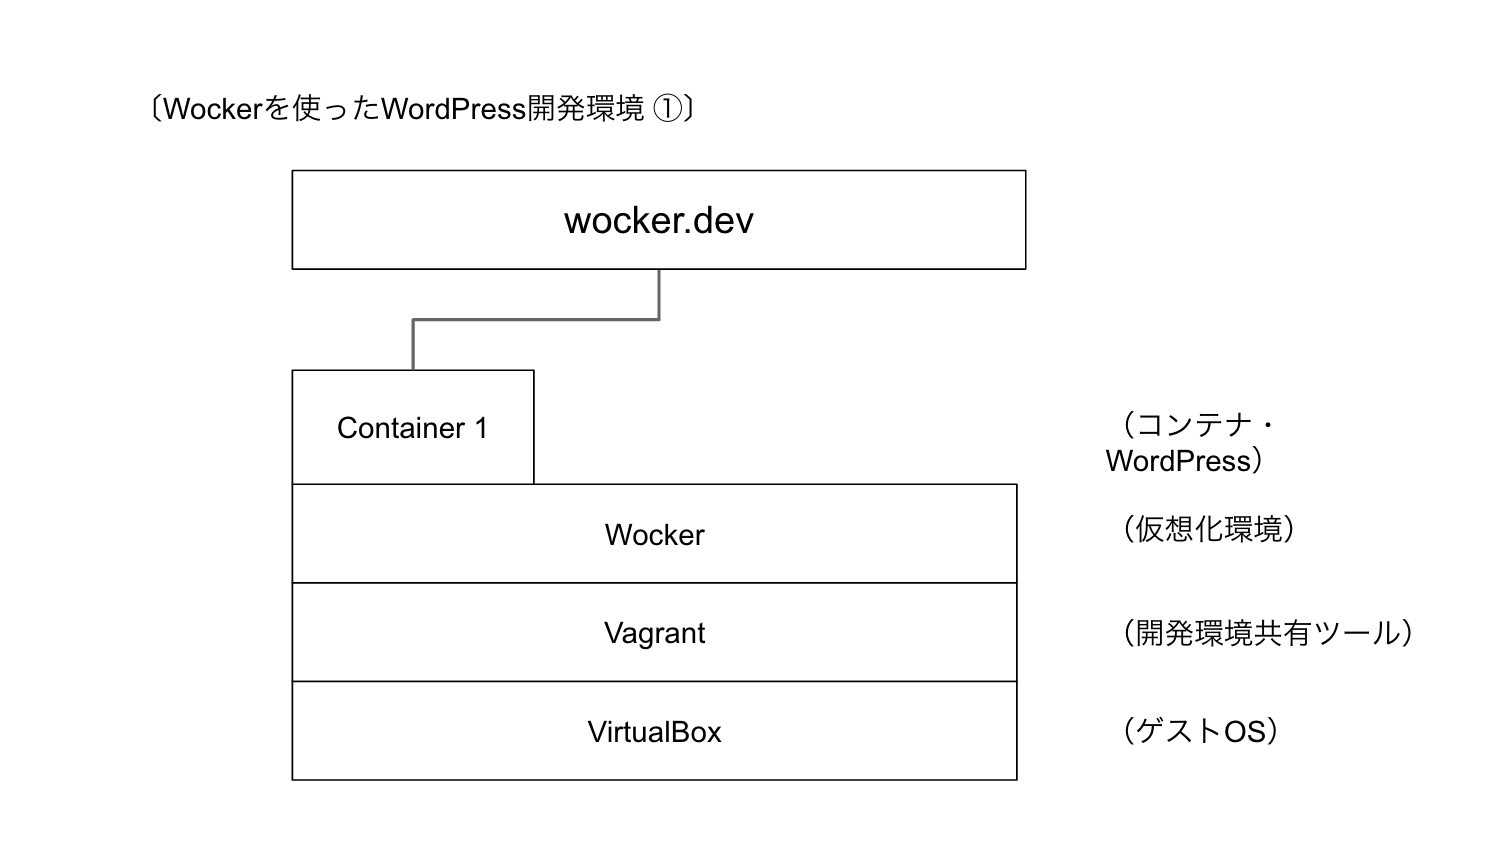 〔Wockerを使ったWordPress開発環境 ①〕
wocker.dev
Container 1
（コンテナ・
WordPress）
Wocker
（仮想化環境）
Vagrant
（開発環境共有ツール）
VirtualBox
（ゲストOS）